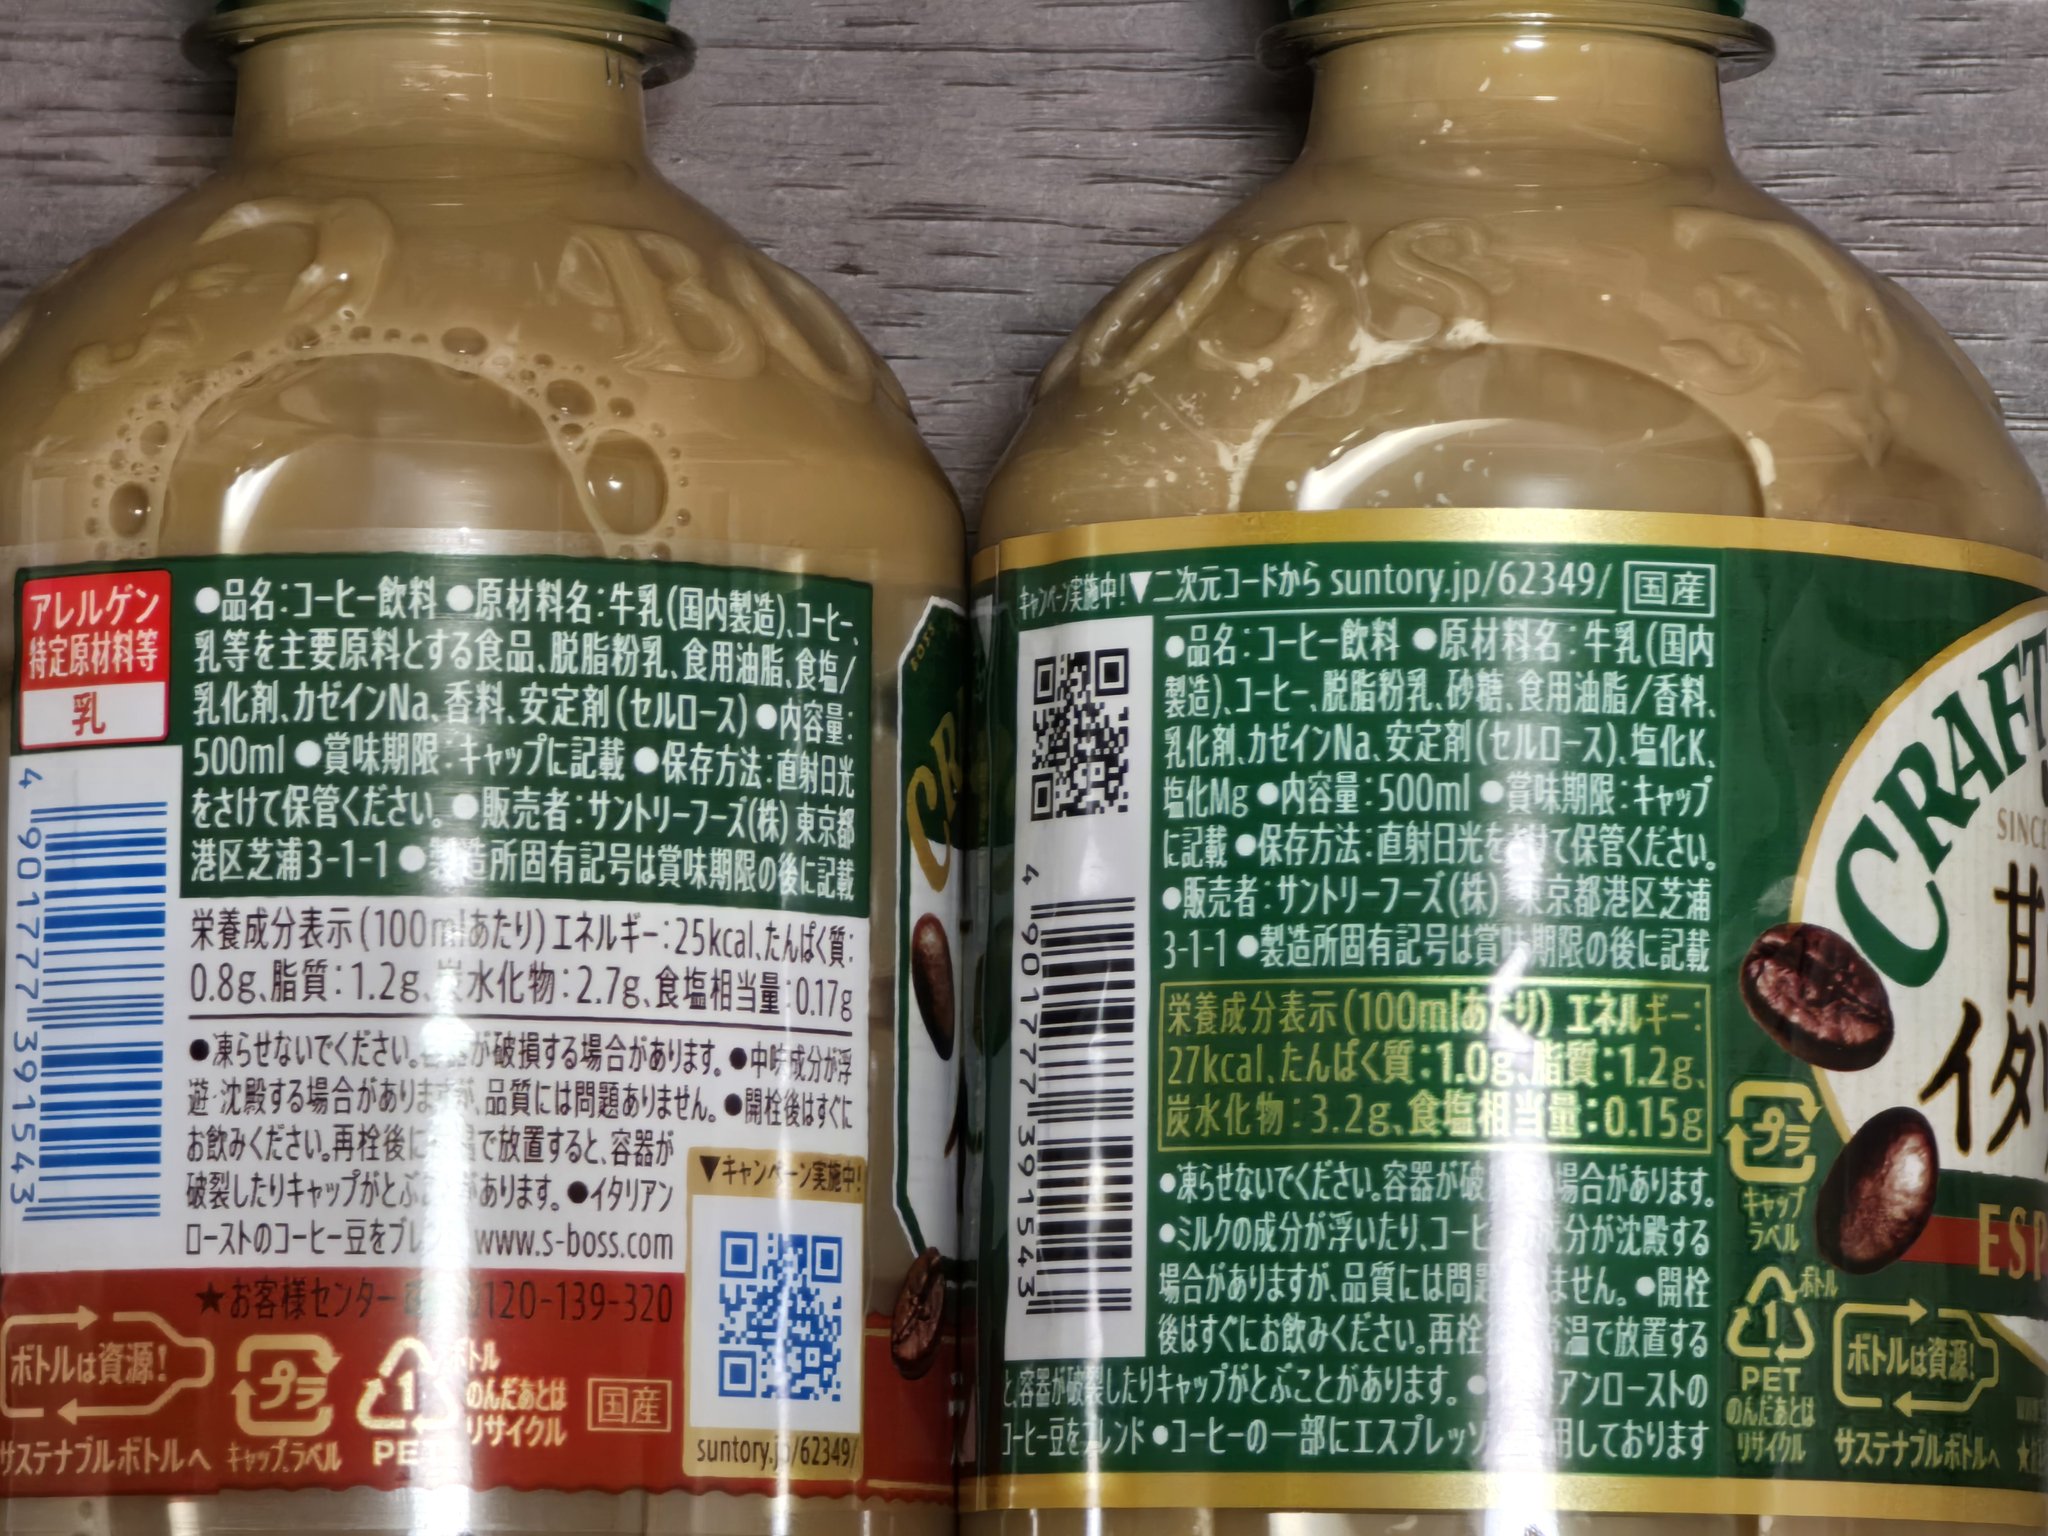 BO
アレルゲン
特定原材料等
乳
●品名：コーヒー飲料 ●原材料名：牛乳（国内製造）、コーヒー、
乳等を主要原料とする食品、脱脂粉乳、食用油脂、食塩/
乳化剤、カゼインNa、香料、安定剤（セルロース） ●内容量：
500ml ●賞味期限：キャップに記載 ●保存方法：直射日光
をさけて保管ください。 ●販売者：サントリーフーズ(株) 東京都
港区芝浦3-1-1 ●製造所固有記号は賞味期限の後に記載
栄養成分表示（100mlあたり）エネルギー：25kcal、たんぱく質：
0.8g、脂質：1.2g、炭水化物：2.7g、食塩相当量：0.17g
●凍らせないでください。容器が破損する場合があります。 ●中味成分が浮
遊・沈殿する場合がありますが、品質には問題ありません。 ●開栓後はすぐに
お飲みください。再栓後に常温で放置すると、容器が
破裂したりキャップがとぶことがあります。 ●イタリアン
ローストのコーヒー豆をブレンド www.s-boss.com
★お客様センター 0120-139-320
4 901777 391543
▼キャンペーン実施中!
suntory.jp/62349/
ボトルは資源!
サステナブルボトルへ
プラ
キャップ・ラベル
1
PET
ボトル
のんだあとは
リサイクル
国産
OSS
キャンペーン実施中!▼二次元コードから suntory.jp/62349/ 国産
●品名：コーヒー飲料 ●原材料名：牛乳（国内
製造）、コーヒー、脱脂粉乳、砂糖、食用油脂/香料、
乳化剤、カゼインNa、安定剤（セルロース）、塩化K、
塩化Mg ●内容量：500ml ●賞味期限：キャップ
に記載 ●保存方法：直射日光をさけて保管ください。
●販売者：サントリーフーズ(株) 東京都港区芝浦
3-1-1 ●製造所固有記号は賞味期限の後に記載
栄養成分表示（100mlあたり） エネルギー：
27kcal、たんぱく質：1.0g、脂質：1.2g、
炭水化物：3.2g、食塩相当量：0.15g
●凍らせないでください。容器が破 場合があります。
●ミルクの成分が浮いたり、コーヒー 分が沈殿する
場合がありますが、品質には問題 ません。 ●開栓
後はすぐにお飲みください。再栓 常温で放置する
と、容器が破裂したりキャップがとぶことがあります。 ● アンローストの
コーヒー豆をブレンド ●コーヒーの一部にエスプレッソ 用しております
4 901777 391543
プラ
キャップ
ラベル
1
ボトル
PET
のんだあとは
リサイクル
ボトルは資源!
サステナブルボトルへ
CRAFT
SINCE
甘
イタ
ESP